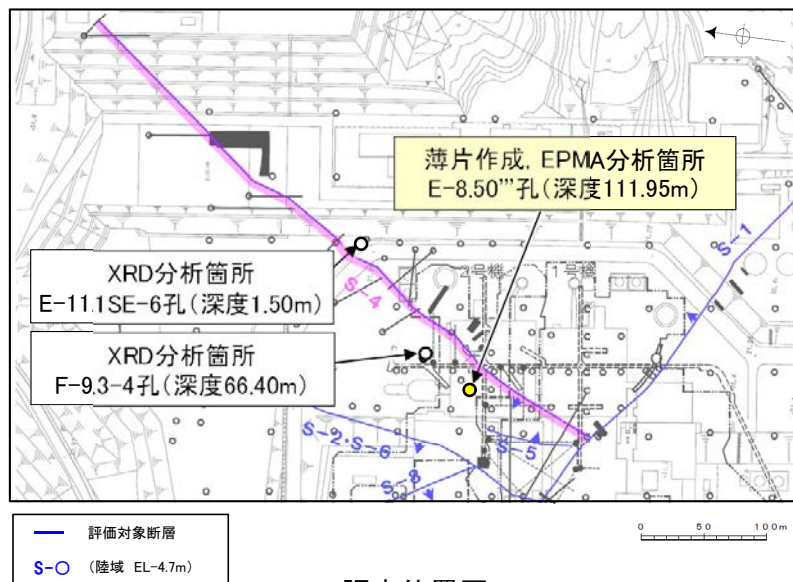 薄片作成, EPMA分析箇所
E-8.50’’’孔(深度111.95m)
S-1
XRD分析箇所
E-11.1SE-6孔(深度1.50m)
S-4
2号機
1号機
XRD分析箇所
F-9.3-4孔(深度66.40m)
S-2・S-6
S-5
S-8
評価対象断層
S-○ (陸域 EL-4.7m)
0 50 100m